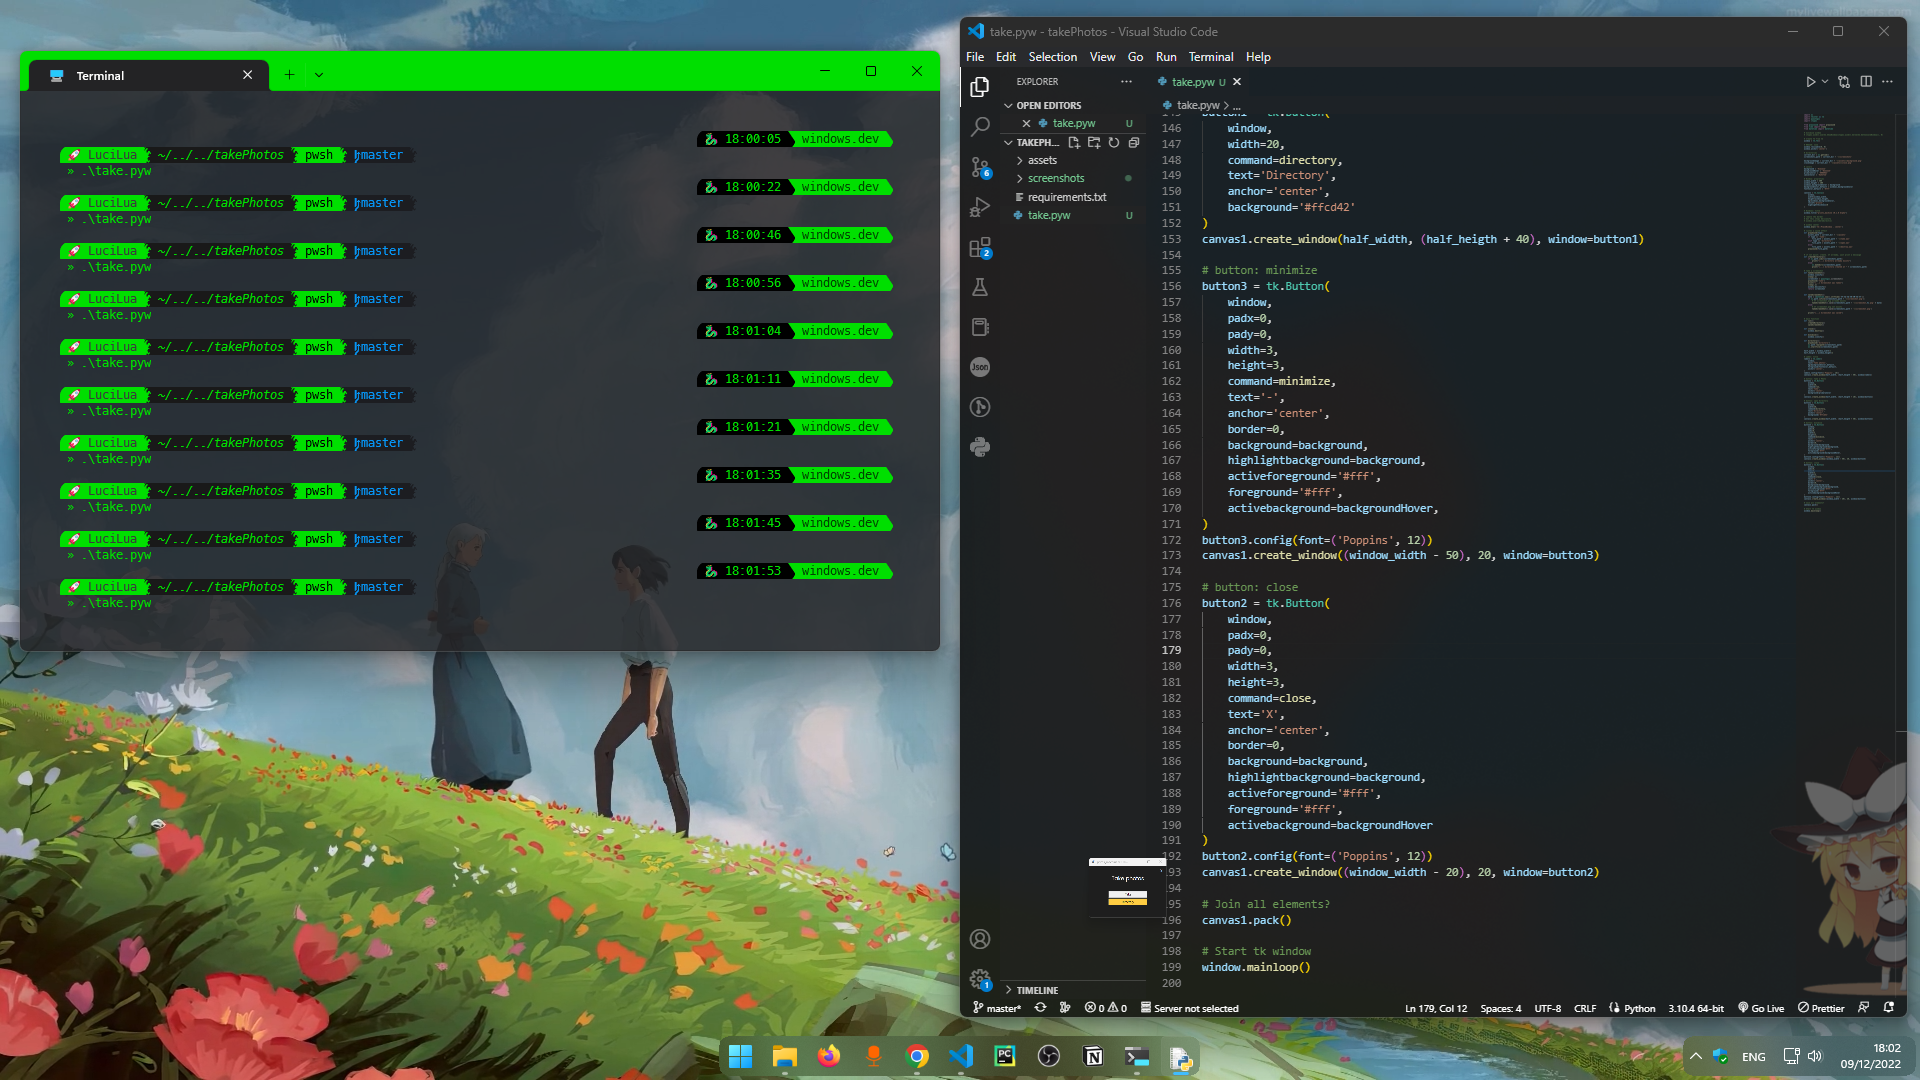 mylivewallpapers.com
Terminal
18:00:05 windows.dev
LuciLua ~/../../takePhotos pwsh master
» .\take.pyw
18:00:22 windows.dev
LuciLua ~/../../takePhotos pwsh master
» .\take.pyw
18:00:46 windows.dev
LuciLua ~/../../takePhotos pwsh master
» .\take.pyw
18:00:56 windows.dev
LuciLua ~/../../takePhotos pwsh master
» .\take.pyw
18:01:04 windows.dev
LuciLua ~/../../takePhotos pwsh master
» .\take.pyw
18:01:11 windows.dev
LuciLua ~/../../takePhotos pwsh master
» .\take.pyw
18:01:21 windows.dev
LuciLua ~/../../takePhotos pwsh master
» .\take.pyw
18:01:35 windows.dev
LuciLua ~/../../takePhotos pwsh master
» .\take.pyw
18:01:45 windows.dev
LuciLua ~/../../takePhotos pwsh master
» .\take.pyw
18:01:53 windows.dev
LuciLua ~/../../takePhotos pwsh master
» .\take.pyw
take.pyw - takePhotos - Visual Studio Code
File Edit Selection View Go Run Terminal Help
EXPLORER
OPEN EDITORS
take.pyw U
TAKEPH...
assets
screenshots
requirements.txt
take.pyw U
TIMELINE
6
2
Json
1
take.pyw U
take.pyw > ...
146 window,
147 width=20,
148 command=directory,
149 text='Directory',
150 anchor='center',
151 background='#ffcd42'
152 )
153 canvas1.create_window(half_width, (half_heigth + 40), window=button1)
154
155 # button: minimize
156 button3 = tk.Button(
157 window,
158 padx=0,
159 pady=0,
160 width=3,
161 height=3,
162 command=minimize,
163 text='-',
164 anchor='center',
165 border=0,
166 background=background,
167 highlightbackground=background,
168 activeforeground='#fff',
169 foreground='#fff',
170 activebackground=backgroundHover,
171 )
172 button3.config(font=('Poppins', 12))
173 canvas1.create_window((window_width - 50), 20, window=button3)
174
175 # button: close
176 button2 = tk.Button(
177 window,
178 padx=0,
179 pady=0,
180 width=3,
181 height=3,
182 command=close,
183 text='X',
184 anchor='center',
185 border=0,
186 background=background,
187 highlightbackground=background,
188 activeforeground='#fff',
189 foreground='#fff',
190 activebackground=backgroundHover
191 )
192 button2.config(font=('Poppins', 12))
193 canvas1.create_window((window_width - 20), 20, window=button2)
194
195 # Join all elements?
196 canvas1.pack()
197
198 # Start tk window
199 window.mainloop()
200
Take photos
master* 0 0 Server not selected Ln 179, Col 12 Spaces: 4 UTF-8 CRLF Python 3.10.4 64-bit Go Live Prettier
PC
N
ENG
18:02
09/12/2022